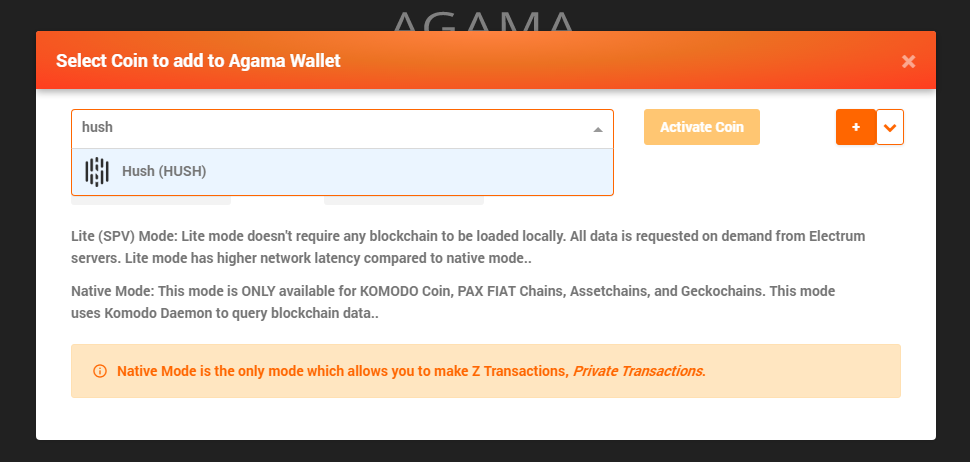 AGAMA
Select Coin to add to Agama Wallet
×
hush
Activate Coin
+
Hush (HUSH)
Lite (SPV) Mode: Lite mode doesn't require any blockchain to be loaded locally. All data is requested on demand from Electrum
servers. Lite mode has higher network latency compared to native mode..
Native Mode: This mode is ONLY available for KOMODO Coin, PAX FIAT Chains, Assetchains, and Geckochains. This mode
uses Komodo Daemon to query blockchain data..
Native Mode is the only mode which allows you to make Z Transactions, Private Transactions.